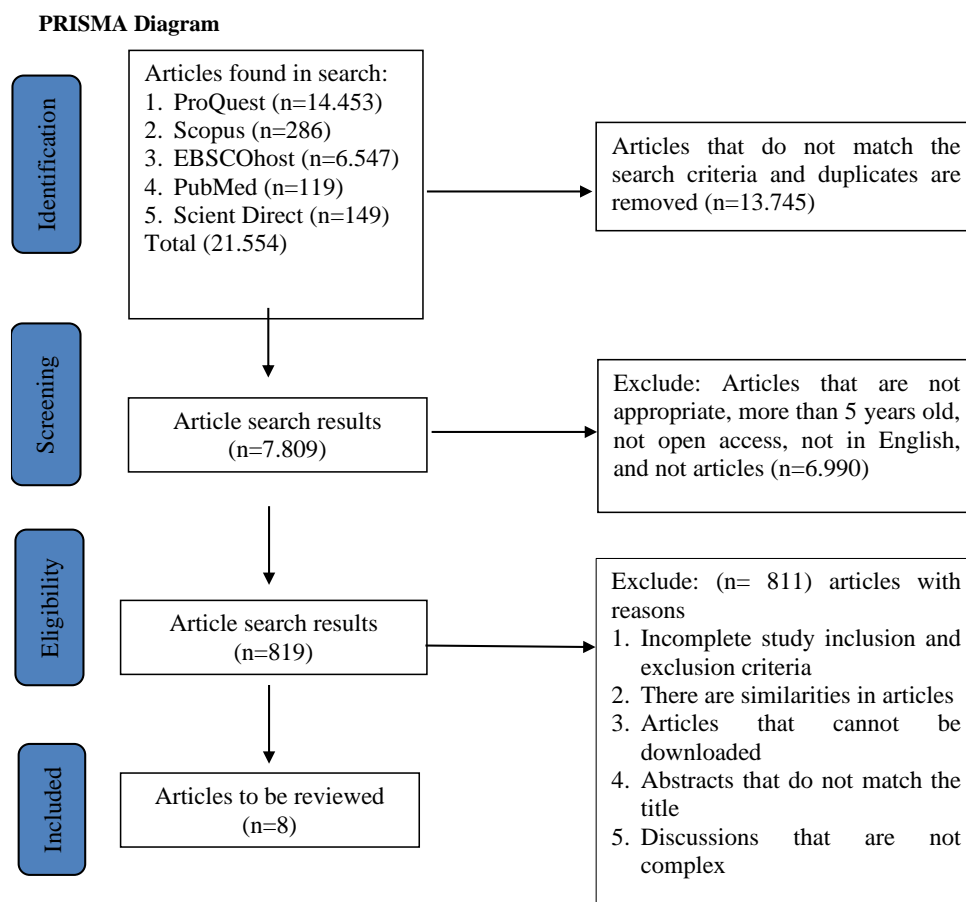 PRISMA Diagram
Identification
Articles found in search:
1. ProQuest (n=14.453)
2. Scopus (n=286)
3. EBSCOhost (n=6.547)
4. PubMed (n=119)
5. Scient Direct (n=149)
Total (21.554)
Articles that do not match the
search criteria and duplicates are
removed (n=13.745)
Screening
Article search results
(n=7.809)
Exclude: Articles that are not
appropriate, more than 5 years old,
not open access, not in English,
and not articles (n=6.990)
Eligibility
Article search results
(n=819)
Exclude: (n= 811) articles with
reasons
1. Incomplete study inclusion and
exclusion criteria
2. There are similarities in articles
3. Articles that cannot be
downloaded
4. Abstracts that do not match the
title
5. Discussions that are not
complex
Included
Articles to be reviewed
(n=8)